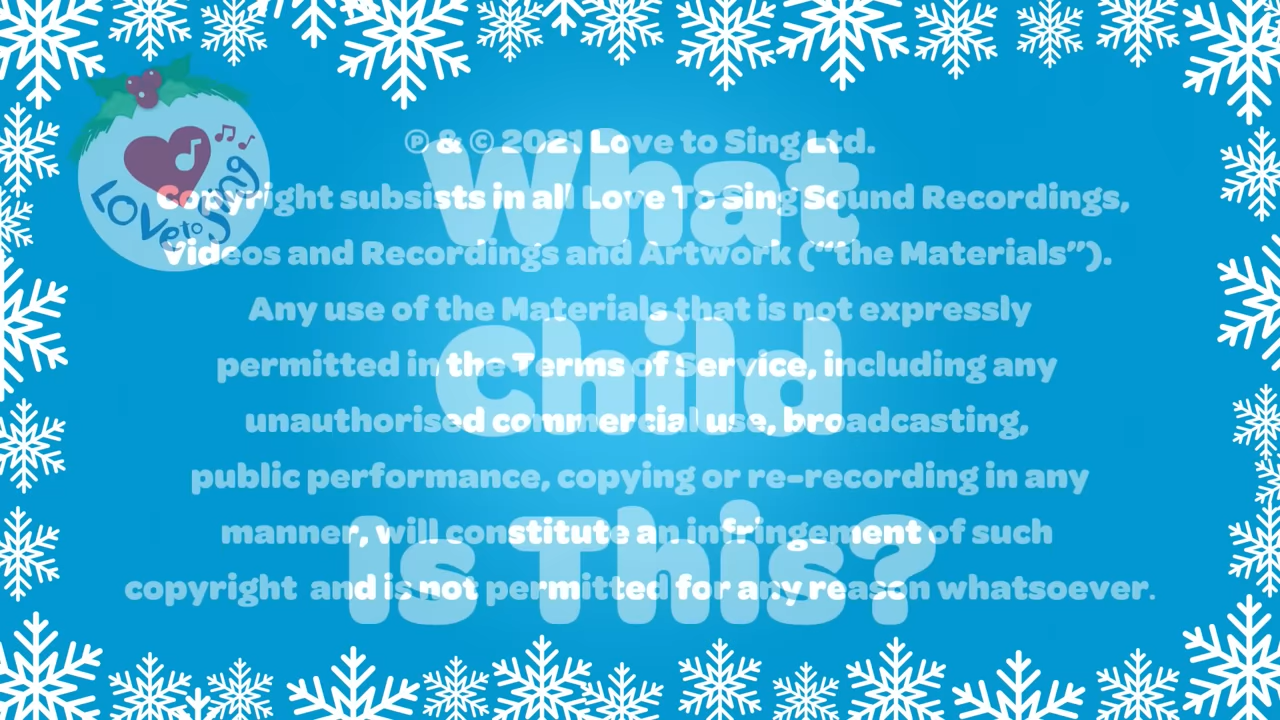 Love to Sing
℗ & © 2021 Love to Sing Ltd.
Copyright subsists in all Love To Sing Sound Recordings,
Videos and Recordings and Artwork (“the Materials”).
Any use of the Materials that is not expressly
permitted in the Terms of Service, including any
unauthorised commercial use, broadcasting,
public performance, copying or re-recording in any
manner, will constitute an infringement of such
copyright and is not permitted for any reason whatsoever.
What
Child
Is This?